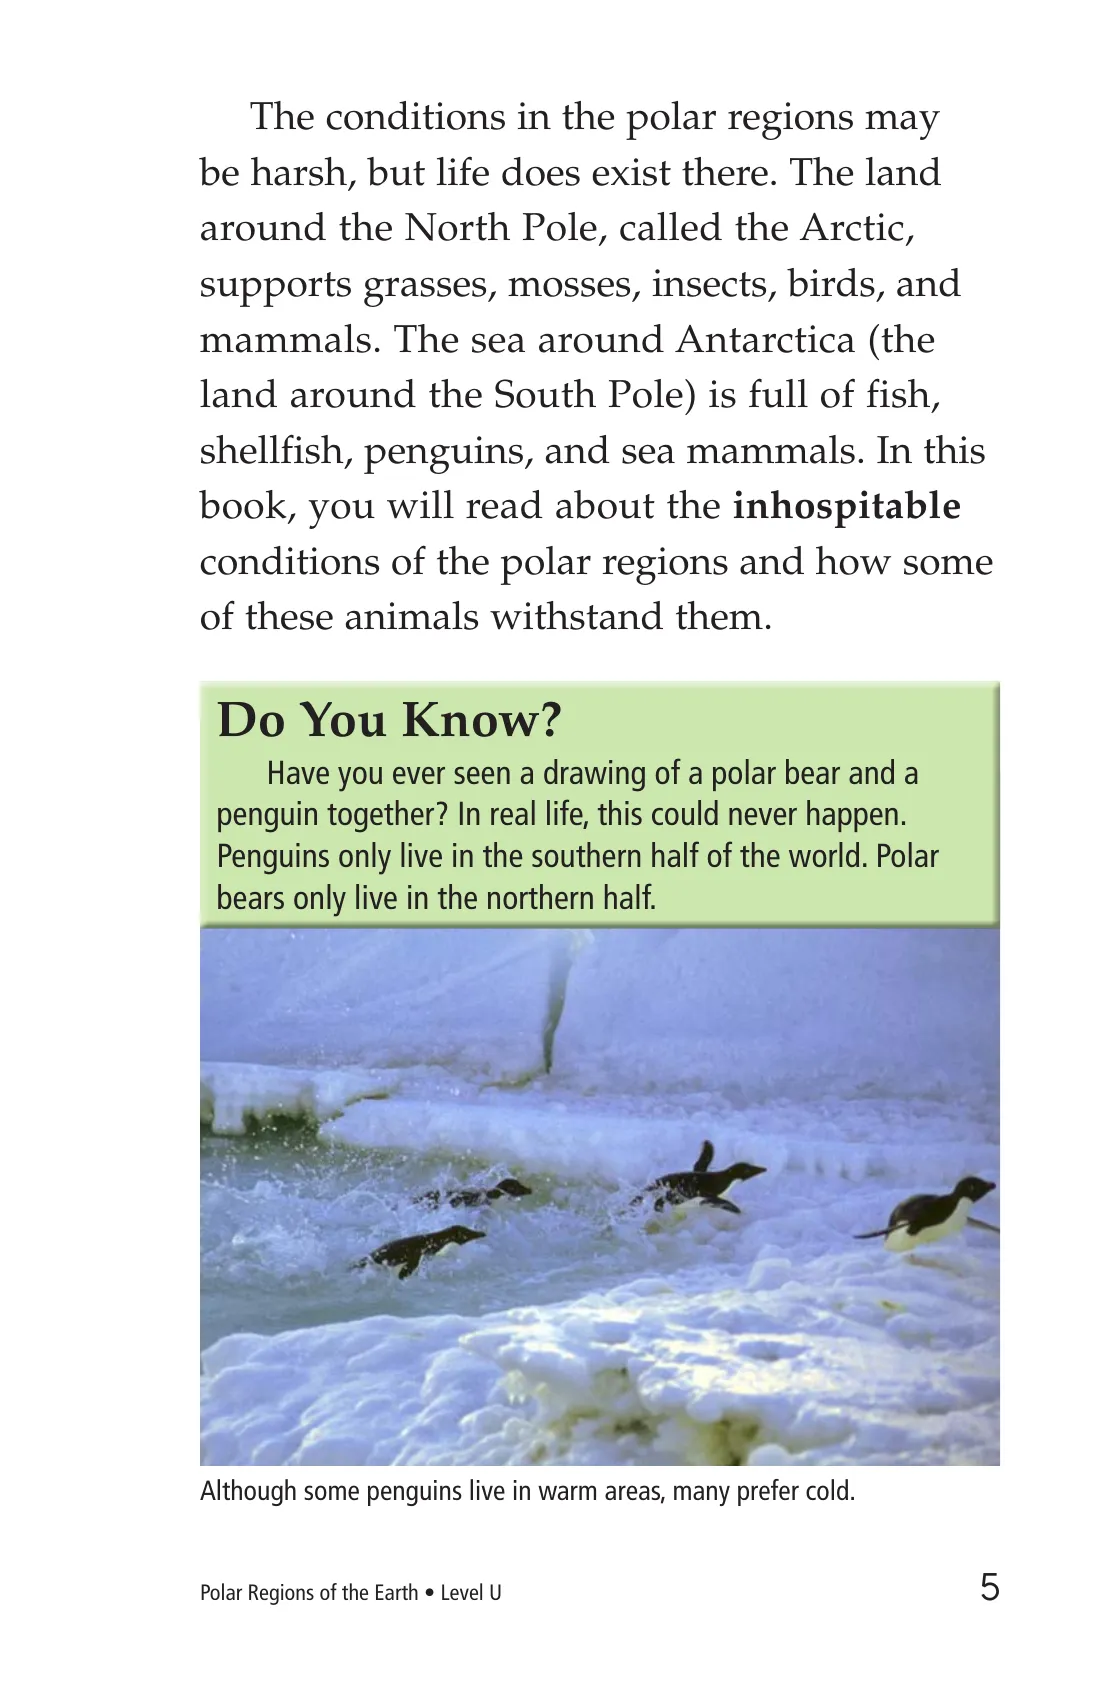 The conditions in the polar regions may
be harsh, but life does exist there. The land
around the North Pole, called the Arctic,
supports grasses, mosses, insects, birds, and
mammals. The sea around Antarctica (the
land around the South Pole) is full of fish,
shellfish, penguins, and sea mammals. In this
book, you will read about the inhospitable
conditions of the polar regions and how some
of these animals withstand them.
Do You Know?
Have you ever seen a drawing of a polar bear and a
penguin together? In real life, this could never happen.
Penguins only live in the southern half of the world. Polar
bears only live in the northern half.
Although some penguins live in warm areas, many prefer cold.
Polar Regions of the Earth • Level U
5